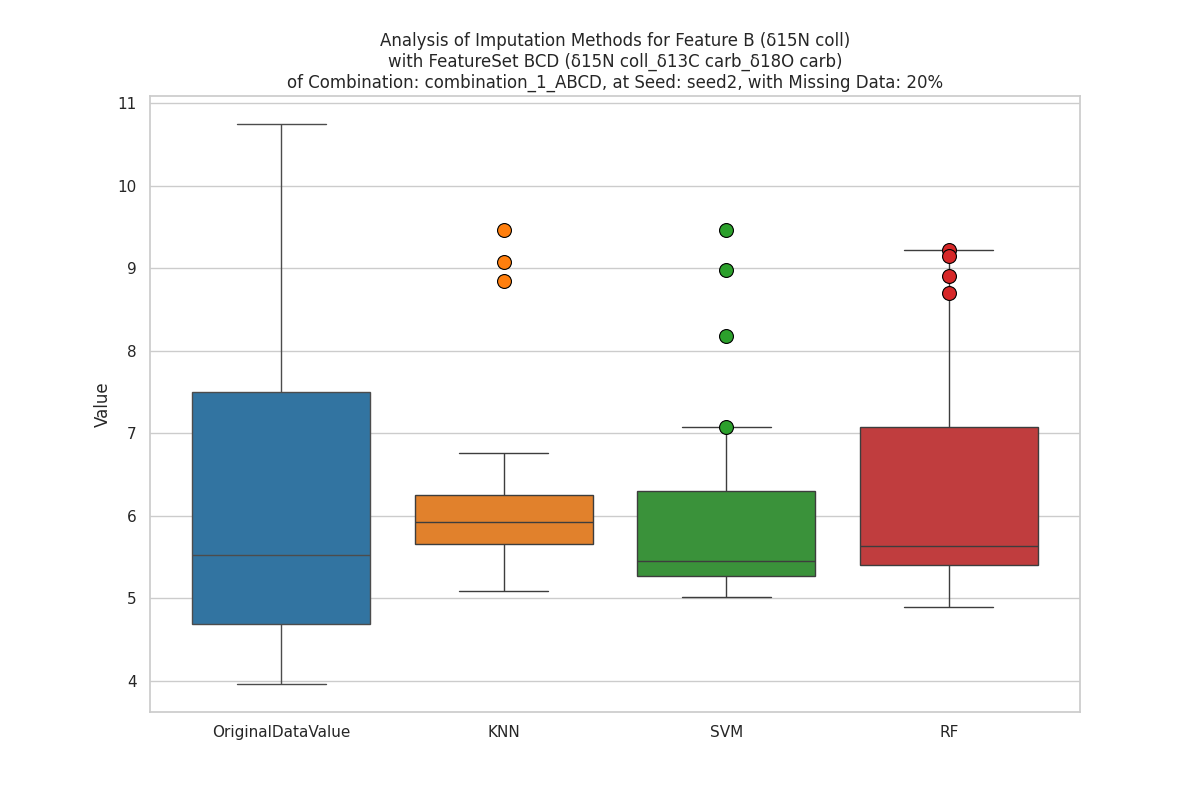 Analysis of Imputation Methods for Feature B (δ15N coll)
with FeatureSet BCD (δ15N coll_δ13C carb_δ18O carb)
of Combination: combination_1_ABCD, at Seed: seed2, with Missing Data: 20%
11
10
9
8
7
6
5
4
Value
OriginalDataValue
KNN
SVM
RF